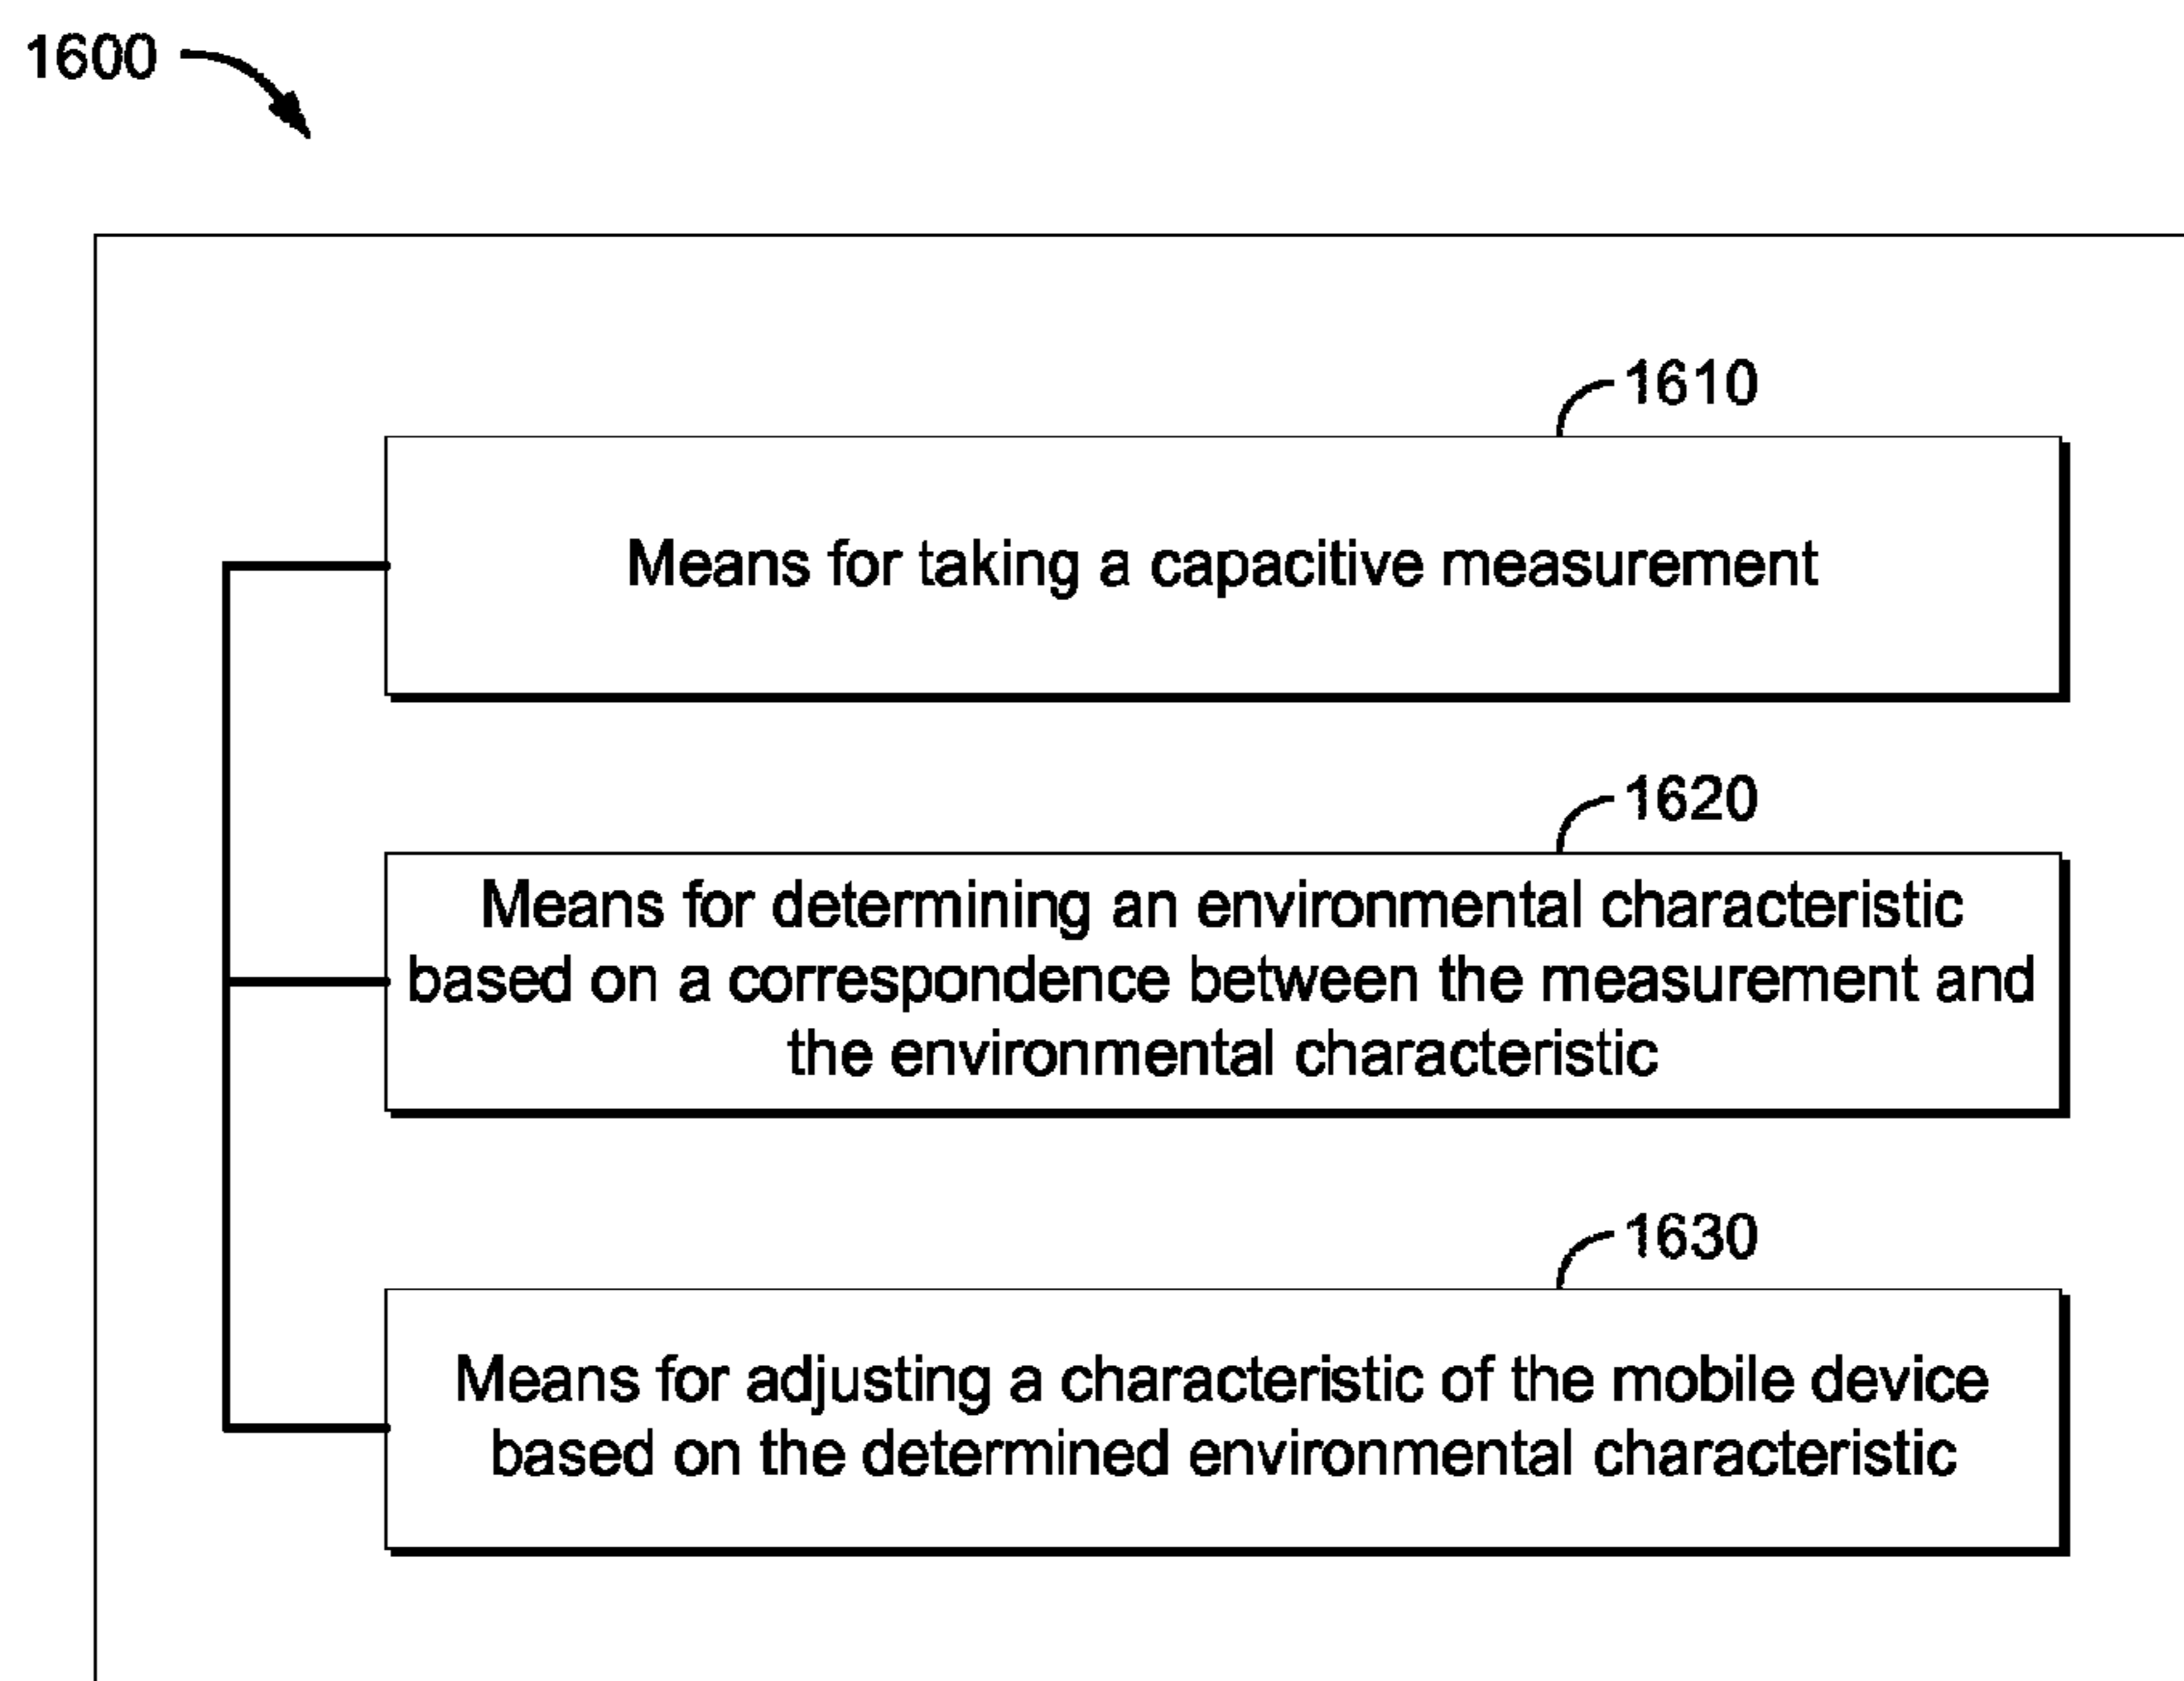 1600
1610
Means for taking a capacitive measurement
1620
Means for determining an environmental characteristic
based on a correspondence between the measurement and
the environmental characteristic
1630
Means for adjusting a characteristic of the mobile device
based on the determined environmental characteristic